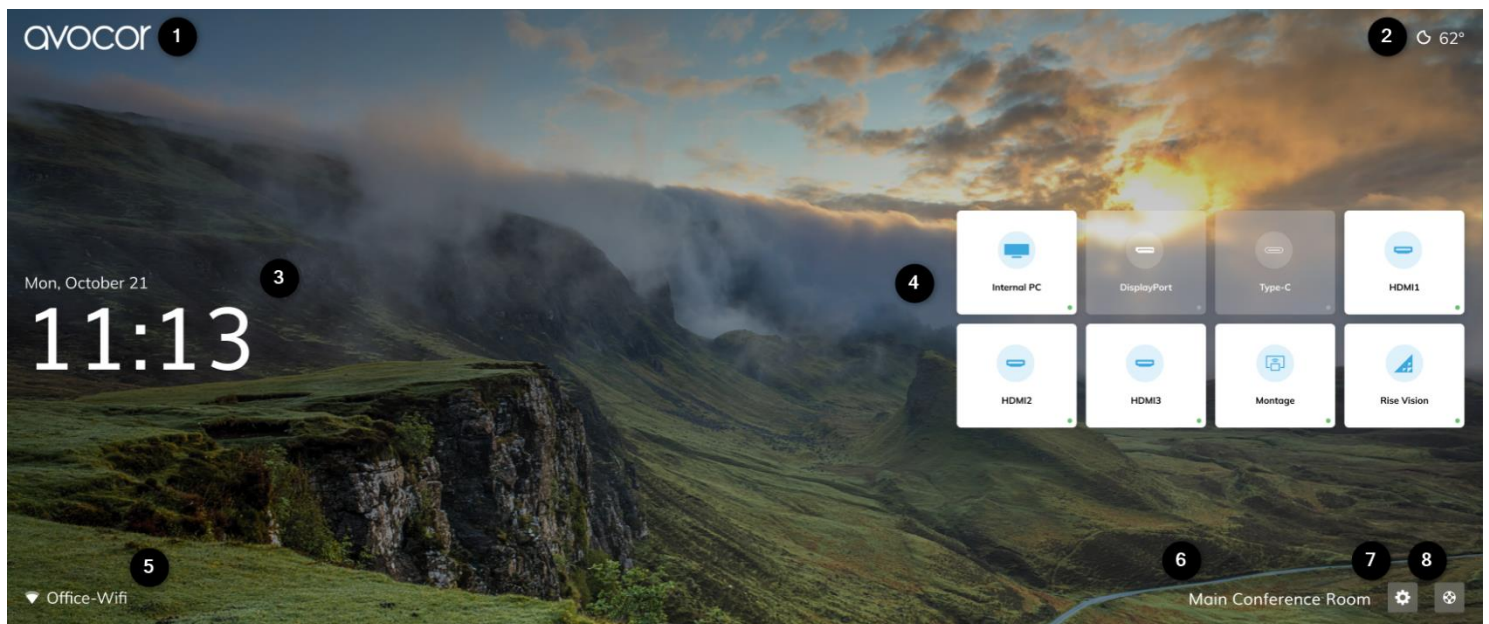 avocor 1
2 62°
Mon, October 21 3
11:13
4
Internal PC
DisplayPort
Type-C
HDMI1
HDMI2
HDMI3
Montage
Rise Vision
5
Office-Wifi
6 7 8
Main Conference Room